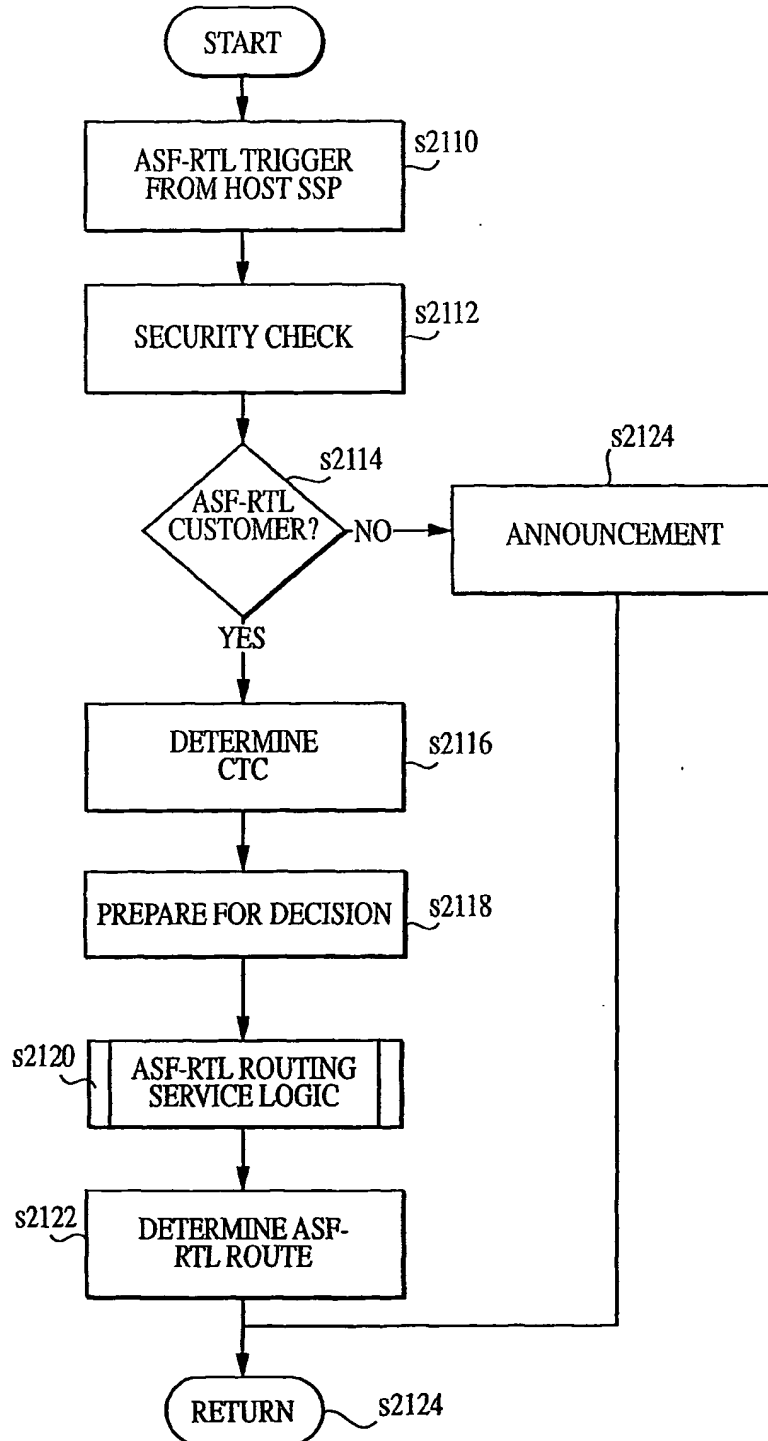 START
ASF-RTL TRIGGER
FROM HOST SSP
s2110
SECURITY CHECK
s2112
ASF-RTL
CUSTOMER?
s2114
NO
s2124
ANNOUNCEMENT
YES
DETERMINE
CTC
s2116
PREPARE FOR DECISION
s2118
s2120
ASF-RTL ROUTING
SERVICE LOGIC
s2122
DETERMINE ASF-
RTL ROUTE
RETURN
s2124